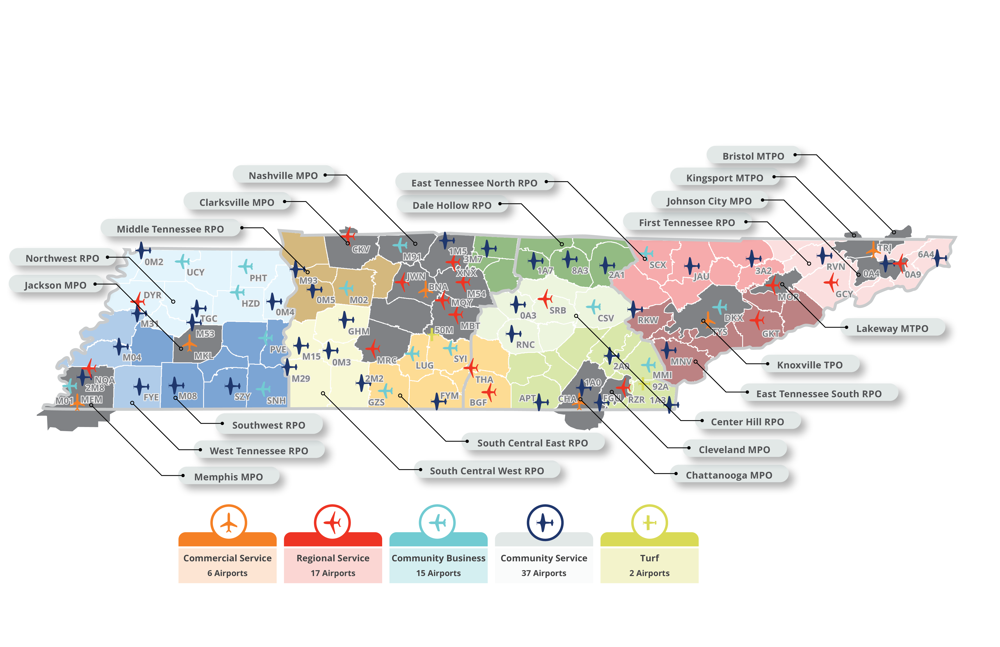 Bristol MTPO
Nashville MPO
Kingsport MTPO
East Tennessee North RPO
Clarksville MPO
Dale Hollow RPO
Johnson City MPO
First Tennessee RPO
Middle Tennessee RPO
Northwest RPO
Jackson MPO
0M2
UCY
PHT
DYR
HZD
0M4
TGC
M31
M53
MKL
M04
PVE
NQA
2M8
M01
MEM
FYE
M08
SZY
SNH
CKV
M91
1M5
3M7
M93
0M5
M02
JWN
BNA
XNX
M54
MQY
MBT
GHM
50M
M15
0M3
MRC
LUG
SYI
M29
2M2
GZS
FYM
THA
BGF
1A7
8A3
2A1
0A3
SRB
CSV
RNC
2A0
MMI
92A
1A0
APT
CHA
FGU
RZR
1A3
SCX
JAU
3A2
RVN
TRI
6A4
0A4
0A9
GCY
MOR
RKW
DKX
TYS
GKT
MNV
Lakeway MTPO
Knoxville TPO
East Tennessee South RPO
Center Hill RPO
Southwest RPO
South Central East RPO
West Tennessee RPO
Cleveland MPO
South Central West RPO
Memphis MPO
Chattanooga MPO
Commercial Service
6 Airports
Regional Service
17 Airports
Community Business
15 Airports
Community Service
37 Airports
Turf
2 Airports